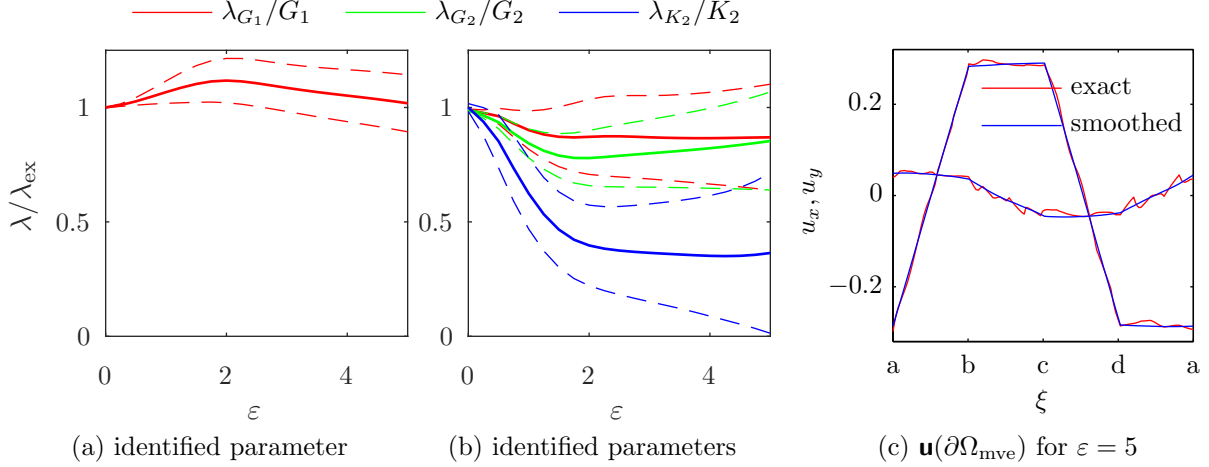 λ_{G_1}/G_1 λ_{G_2}/G_2 λ_{K_2}/K_2
λ/λ_ex
1
0.5
0
0 2 4
ε
(a) identified parameter
1
0.5
0
0 2 4
ε
(b) identified parameters
u_x, u_y
0.2
0
−0.2
exact
smoothed
a b c d a
ξ
(c) u(∂Ω_mve) for ε = 5